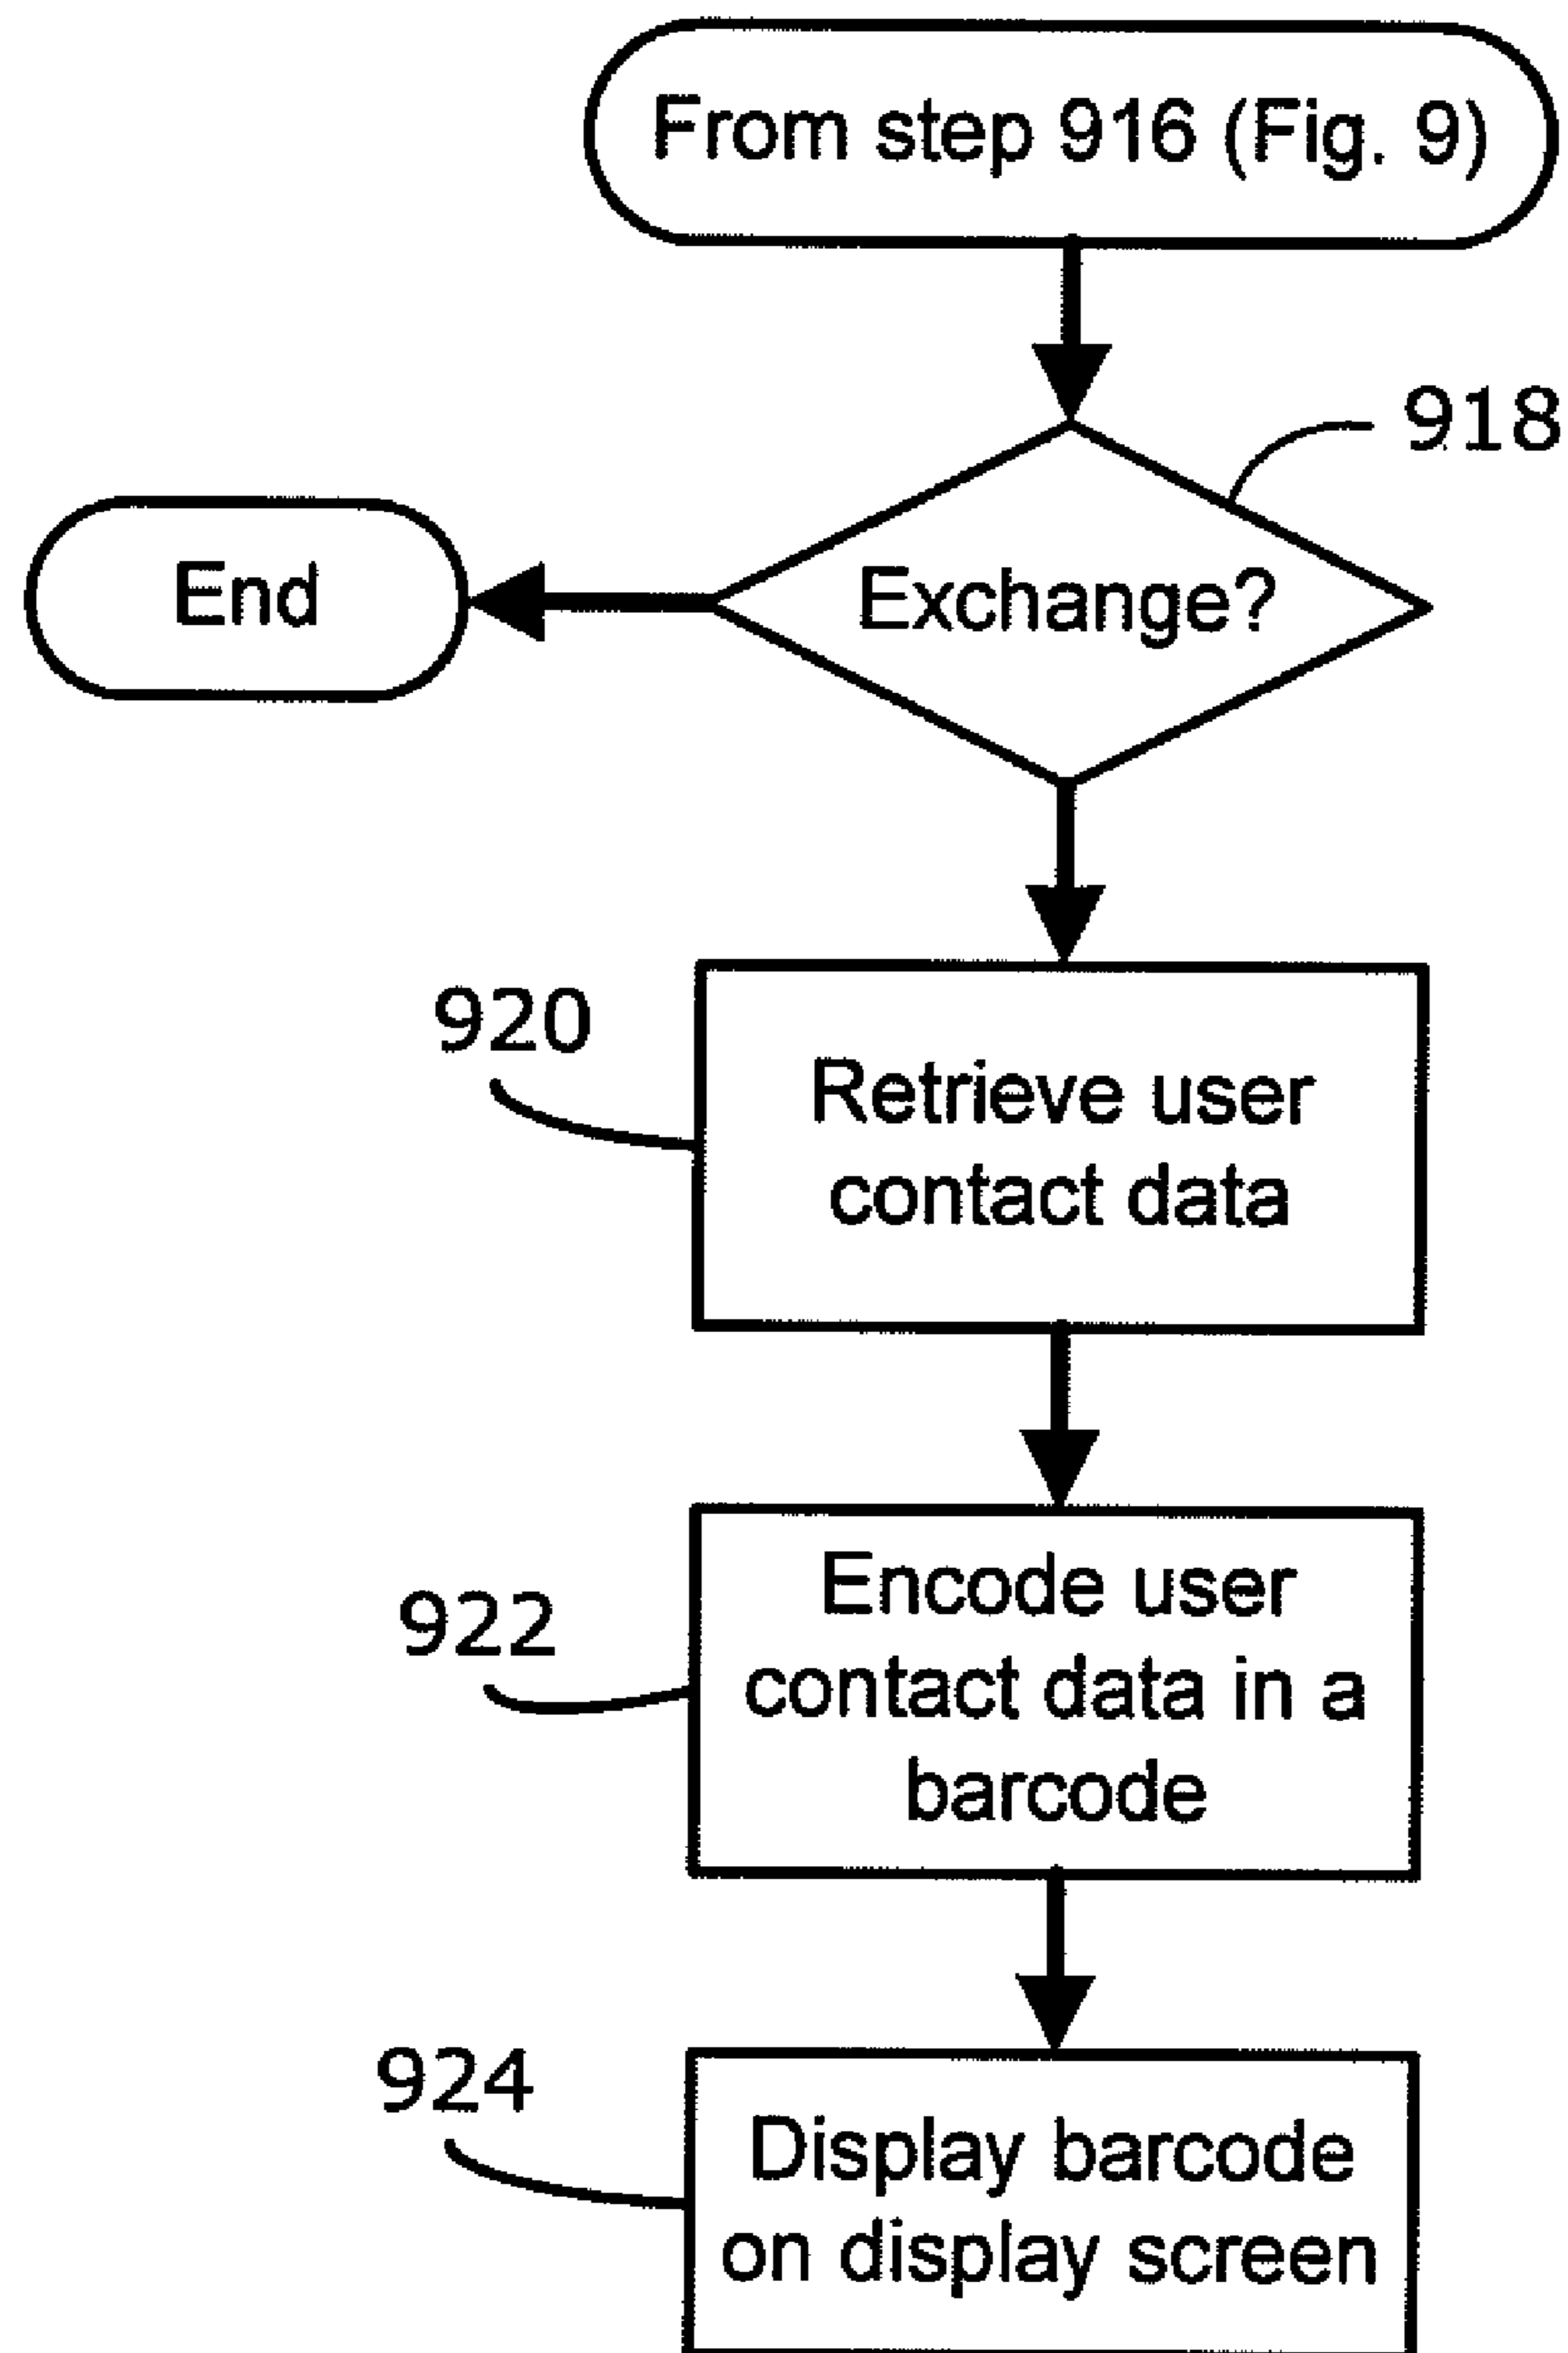 From step 916 (Fig. 9)
918
End
Exchange?
920
Retrieve user
contact data
922
Encode user
contact data in a
barcode
924
Display barcode
on display screen